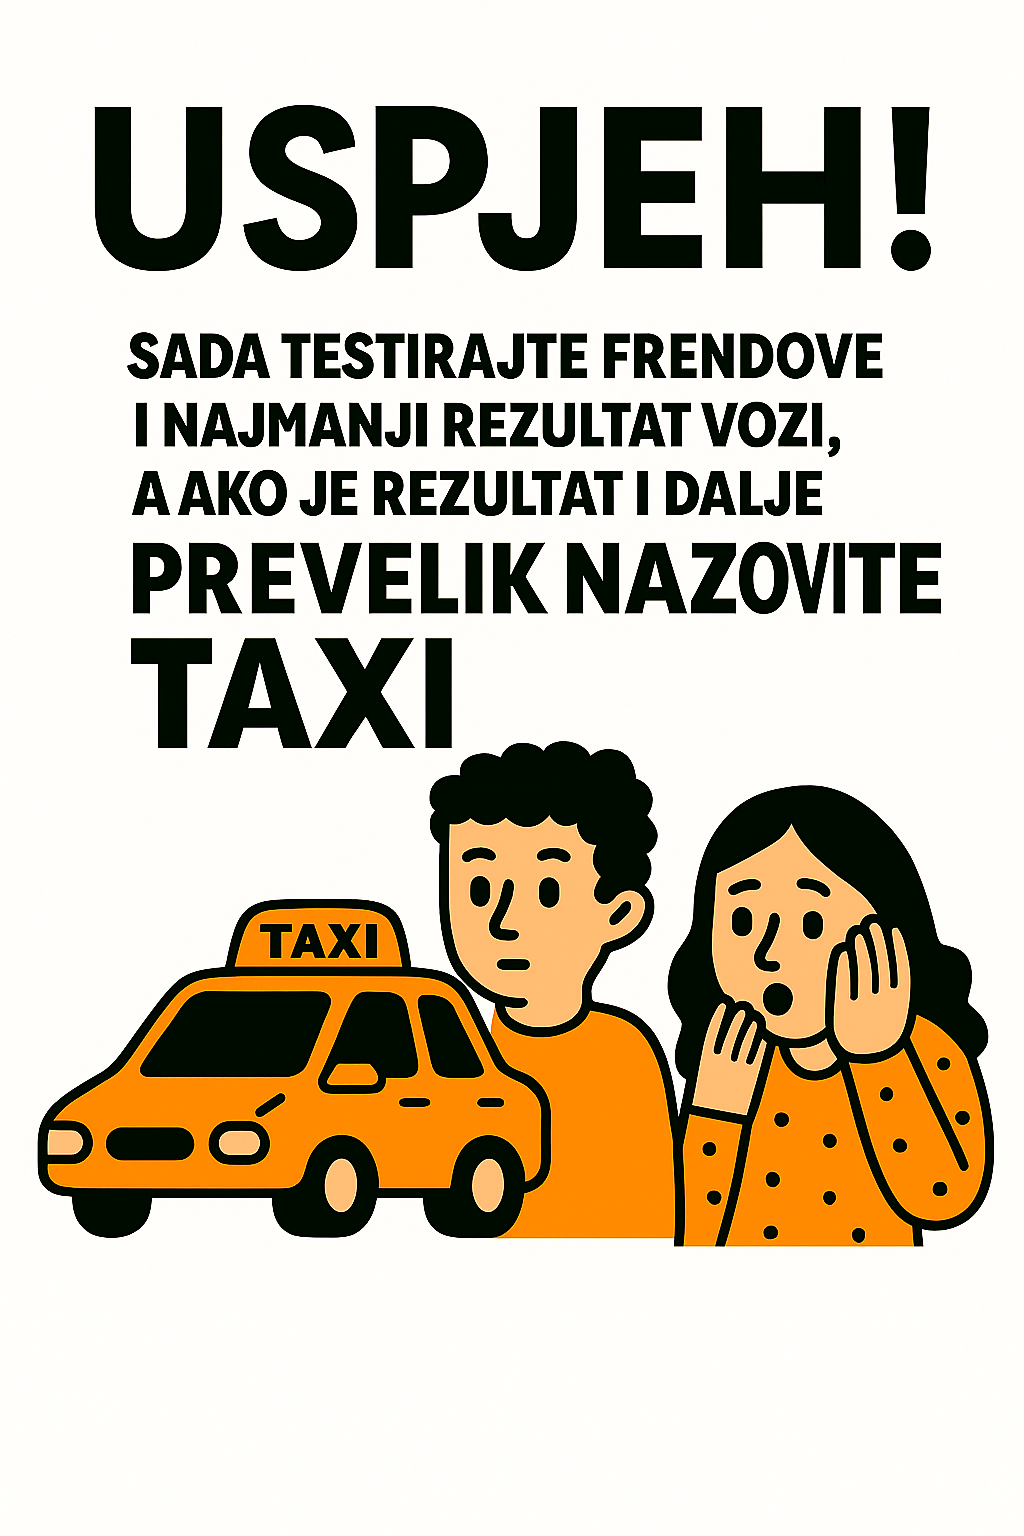 USPJEH!
SADA TESTIRAJTE FRENDOVE
I NAJMANJI REZULTAT VOZI,
A AKO JE REZULTAT I DALJE
PREVELIK NAZOVITE
TAXI
TAXI